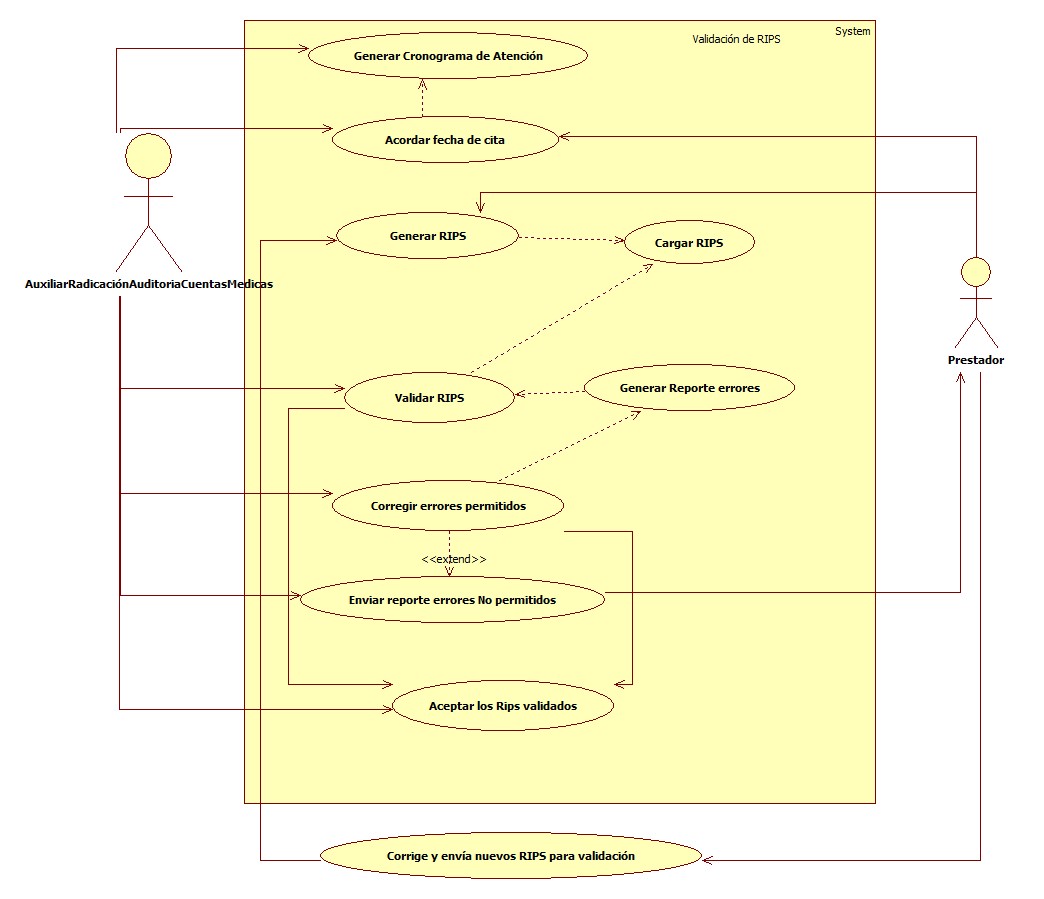 System
Validación de RIPS
Generar Cronograma de Atención
Acordar fecha de cita
Generar RIPS
Cargar RIPS
AuxiliarRadicaciónAuditoriaCuentasMedicas
Prestador
Generar Reporte errores
Validar RIPS
Corregir errores permitidos
<<extend>>
Enviar reporte errores No permitidos
Aceptar los Rips validados
Corrige y envía nuevos RIPS para validación